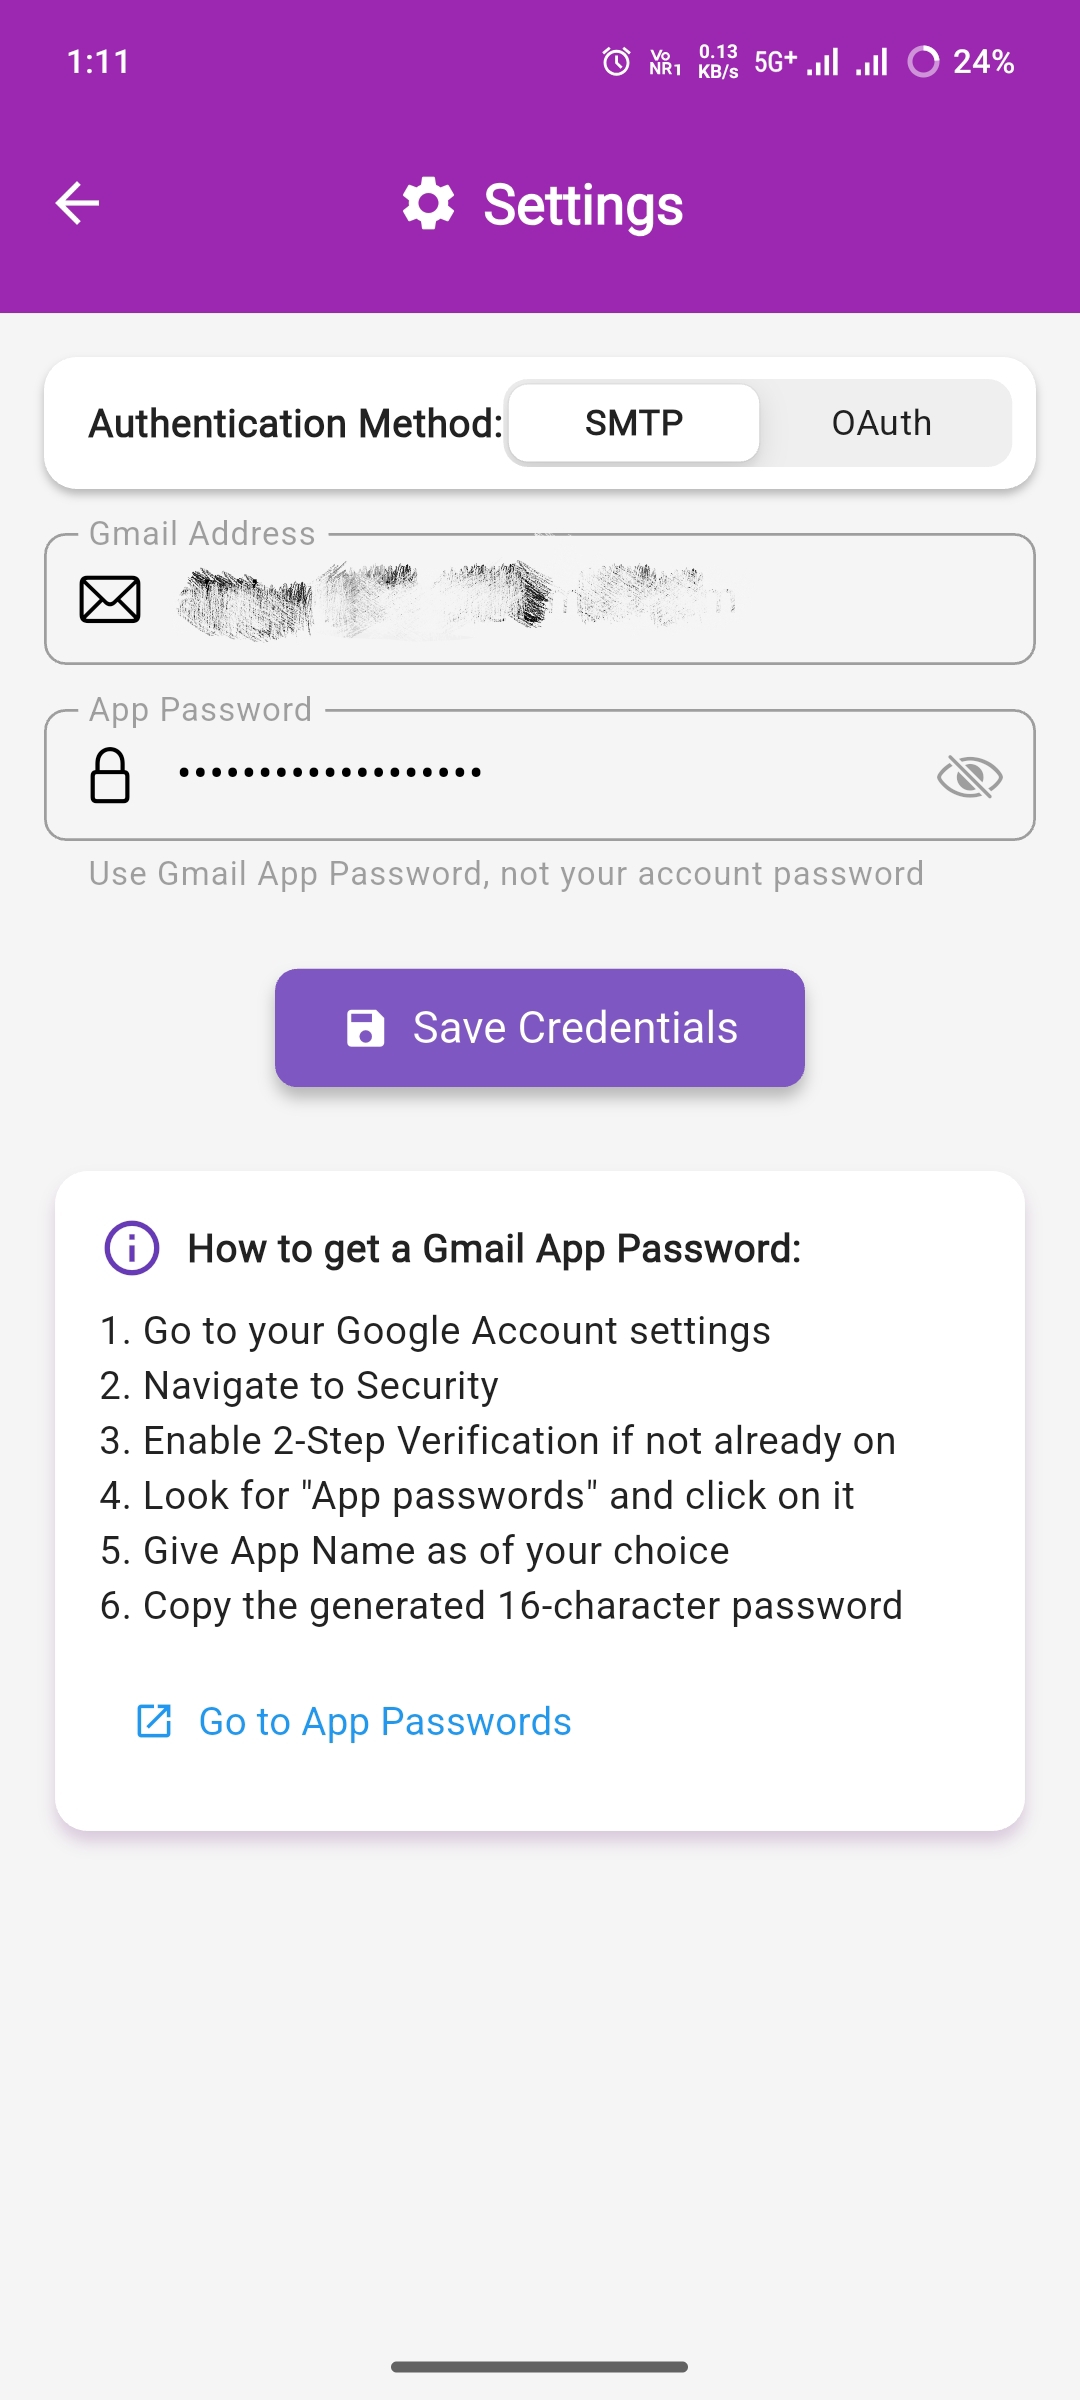 1:11 Vo NR1 0.13 KB/s 5G+ 24%
Settings
Authentication Method: SMTP OAuth
Gmail Address
App Password
•••••••••••••••••••
Use Gmail App Password, not your account password
Save Credentials
How to get a Gmail App Password:
1. Go to your Google Account settings
2. Navigate to Security
3. Enable 2-Step Verification if not already on
4. Look for "App passwords" and click on it
5. Give App Name as of your choice
6. Copy the generated 16-character password
Go to App Passwords